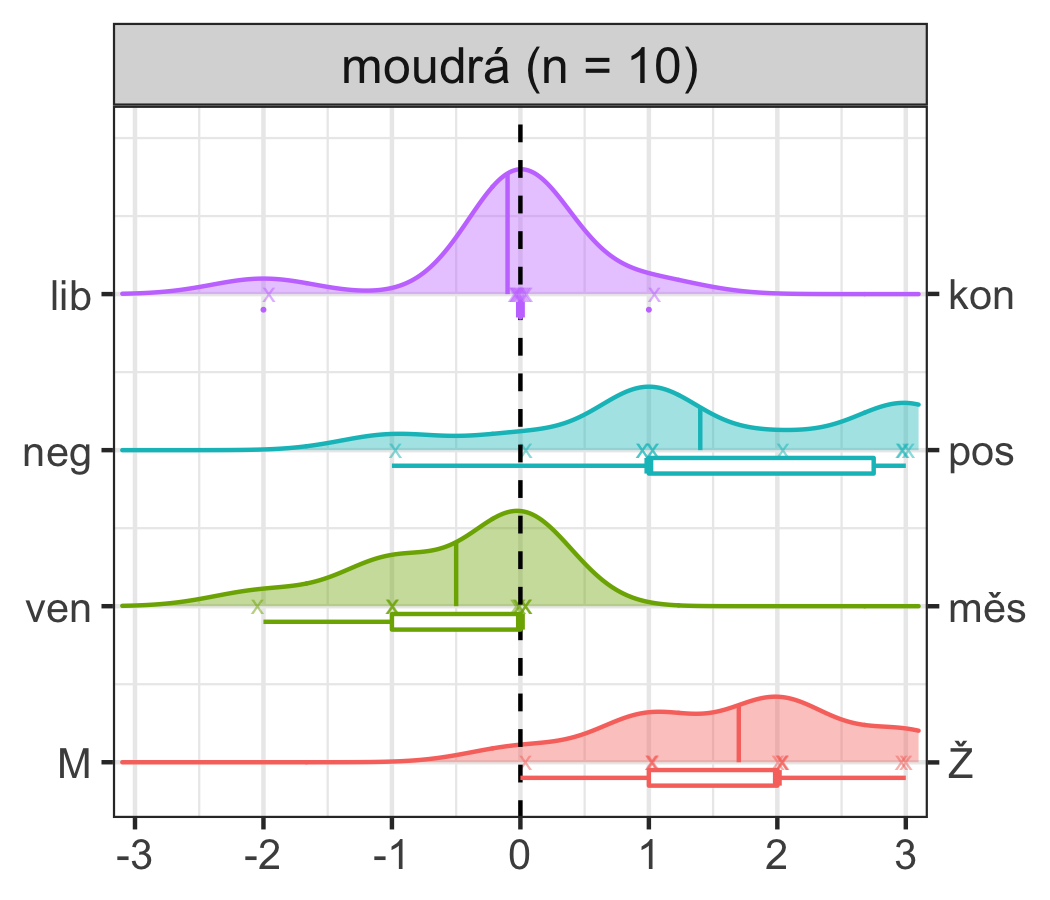 moudrá (n = 10)
lib kon
neg pos
ven měs
M Ž
-3 -2 -1 0 1 2 3